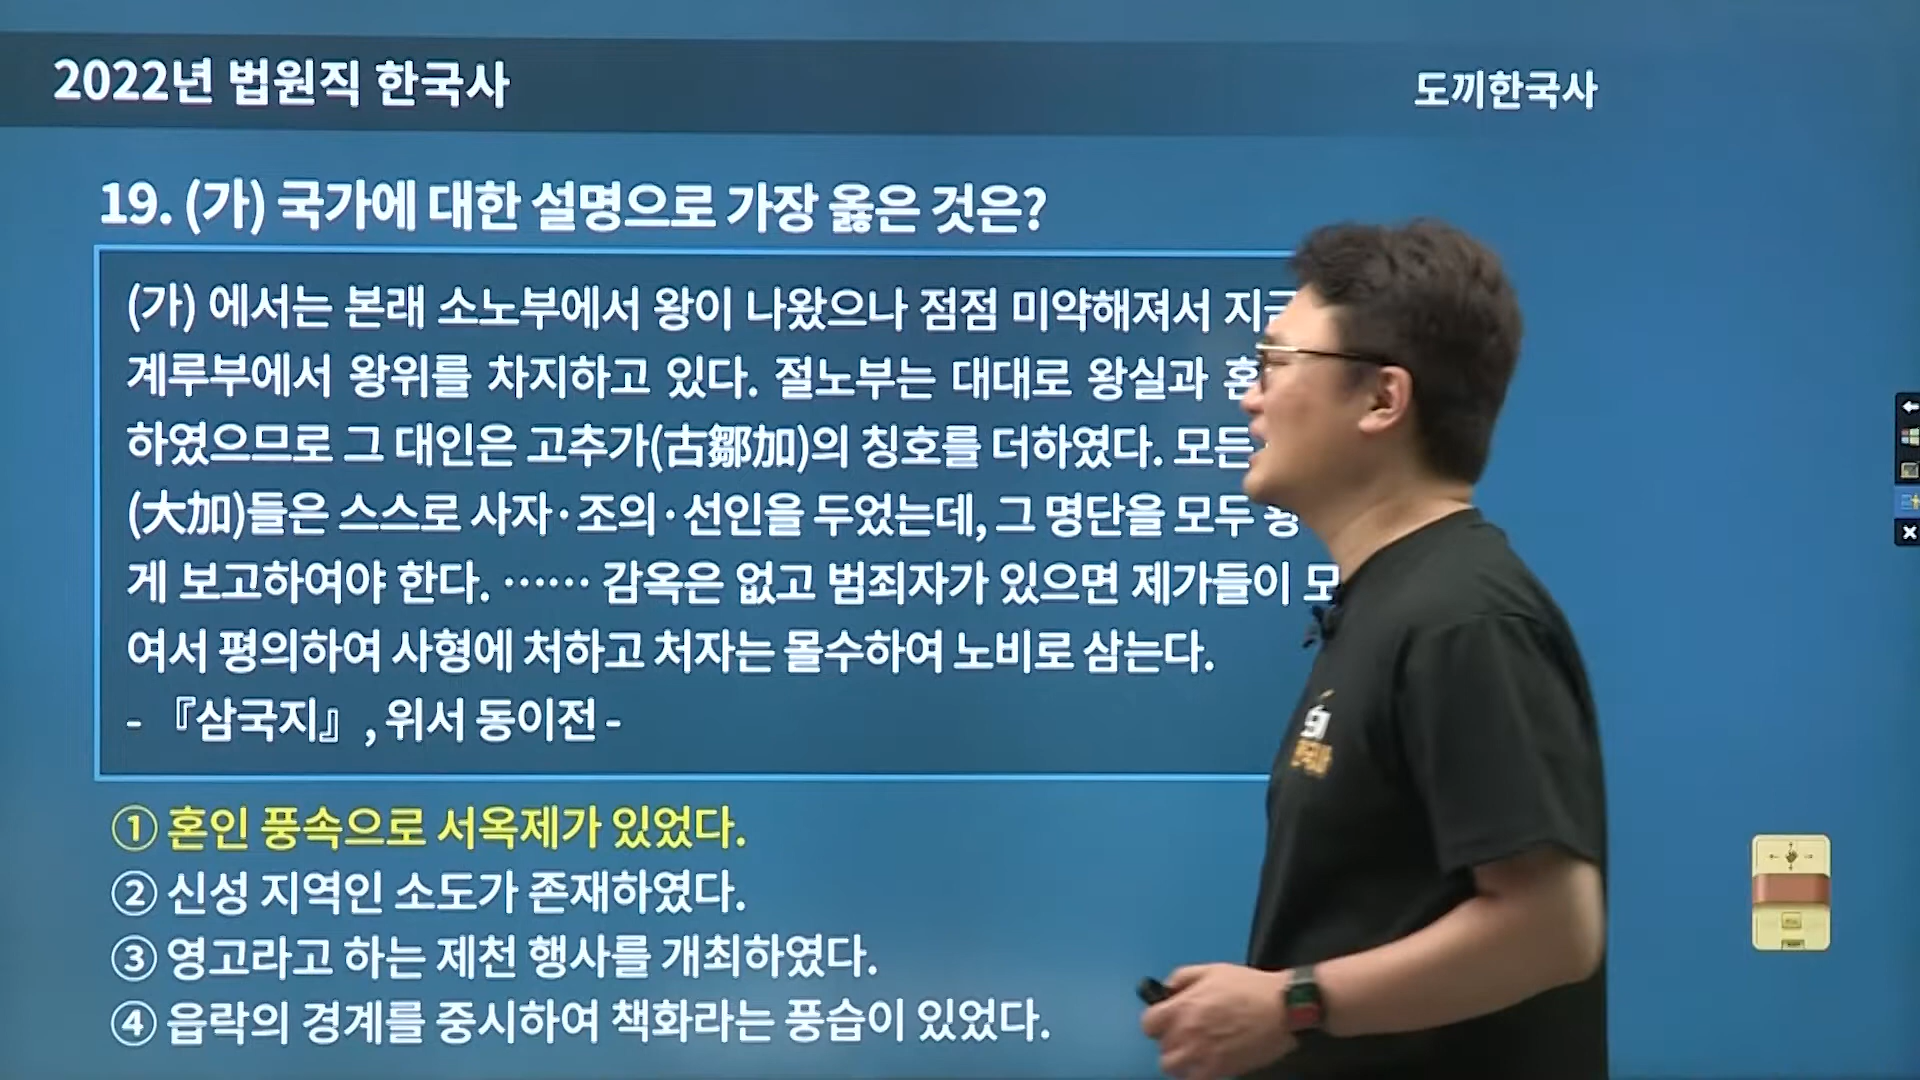 2022년 법원직 한국사
도끼한국사
19. (가) 국가에 대한 설명으로 가장 옳은 것은?
(가) 에서는 본래 소노부에서 왕이 나왔으나 점점 미약해져서
계루부에서 왕위를 차지하고 있다. 절노부는 대대로 왕실과
하였으므로 그 대인은 고추가(古鄒加)의 칭호를 더하였다. 모든
(大加)들은 스스로 사자·조의·선인을 두었는데, 그 명단을 모두
게 보고하여야 한다. …… 감옥은 없고 범죄자가 있으면 제가들이 모
여서 평의하여 사형에 처하고 처자는 몰수하여 노비로 삼는다.
- 『삼국지』, 위서 동이전 -
① 혼인 풍속으로 서옥제가 있었다.
② 신성 지역인 소도가 존재하였다.
③ 영고라고 하는 제천 행사를 개최하였다.
④ 읍락의 경계를 중시하여 책화라는 풍습이 있었다.